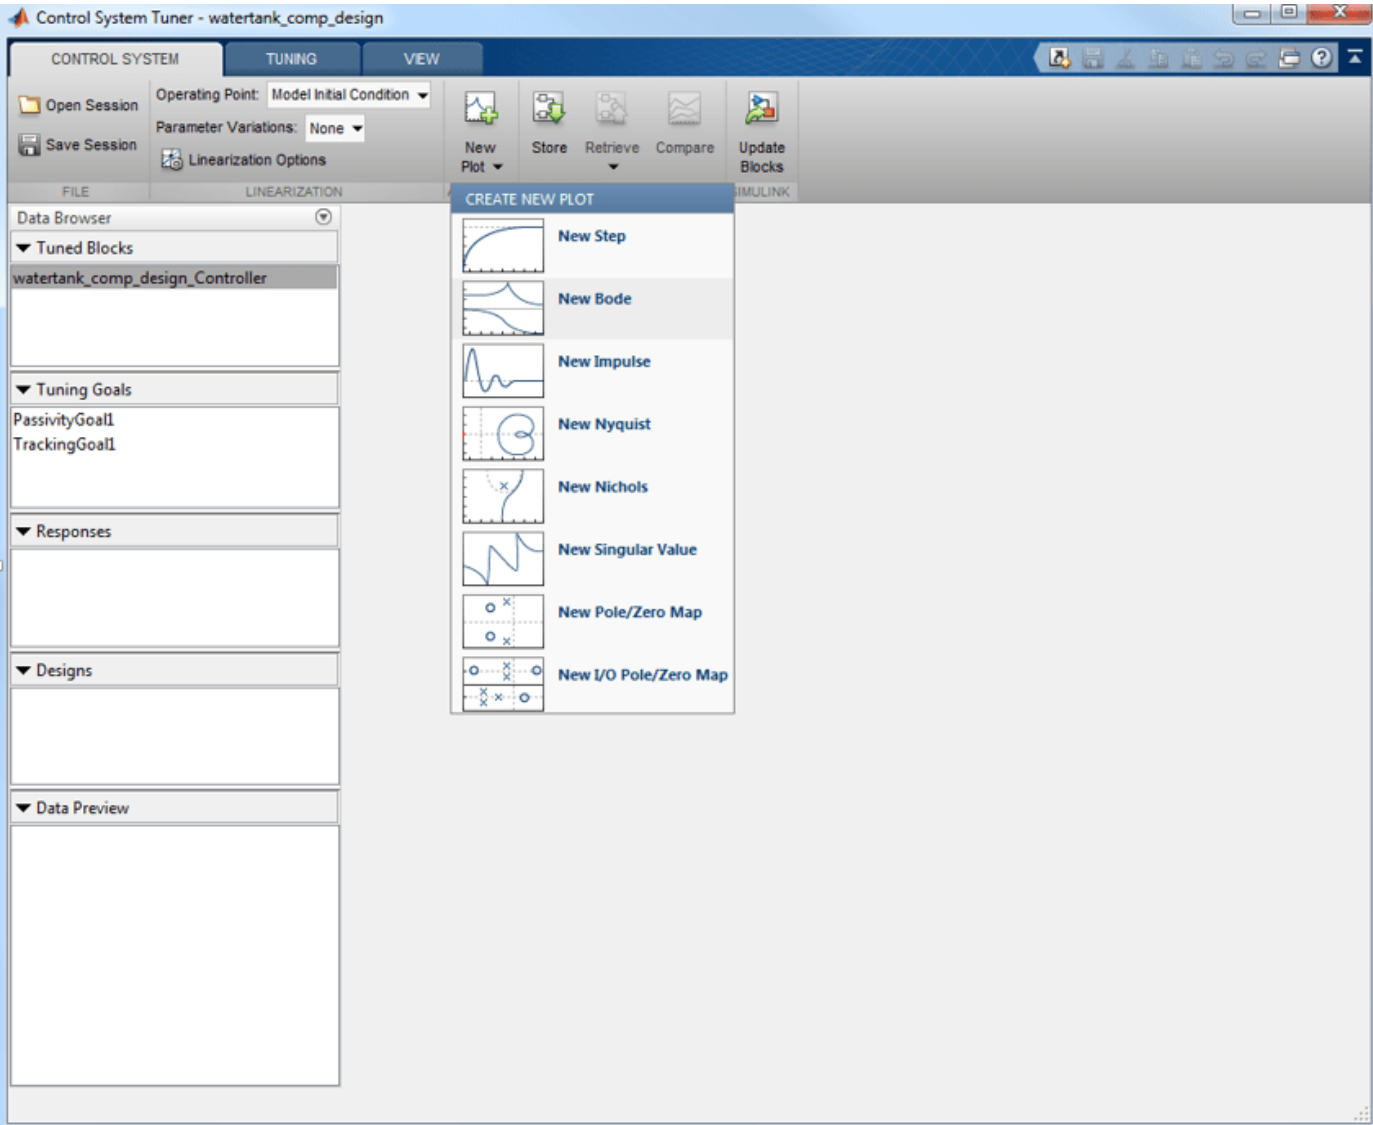 Control System Tuner - watertank_comp_design
CONTROL SYSTEM
TUNING
VIEW
Open Session
Save Session
FILE
Operating Point: Model Initial Condition
Parameter Variations: None
Linearization Options
LINEARIZATION
New
Plot
Store
Retrieve
Compare
Update
Blocks
SIMULINK
CREATE NEW PLOT
New Step
New Bode
New Impulse
New Nyquist
New Nichols
New Singular Value
New Pole/Zero Map
New I/O Pole/Zero Map
Data Browser
Tuned Blocks
watertank_comp_design_Controller
Tuning Goals
PassivityGoal1
TrackingGoal1
Responses
Designs
Data Preview